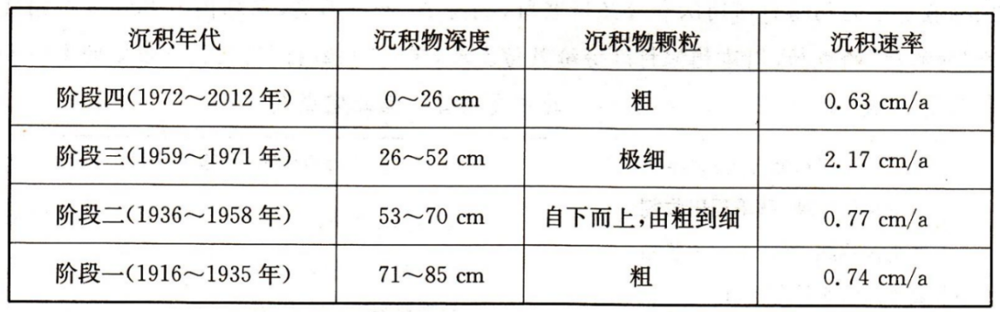 沉积年代 沉积物深度 沉积物颗粒 沉积速率
阶段四(1972～2012 年) 0～26 cm 粗 0.63 cm/a
阶段三(1959～1971 年) 26～52 cm 极细 2.17 cm/a
阶段二(1936～1958 年) 53～70 cm 自下而上,由粗到细 0.77 cm/a
阶段一(1916～1935 年) 71～85 cm 粗 0.74 cm/a